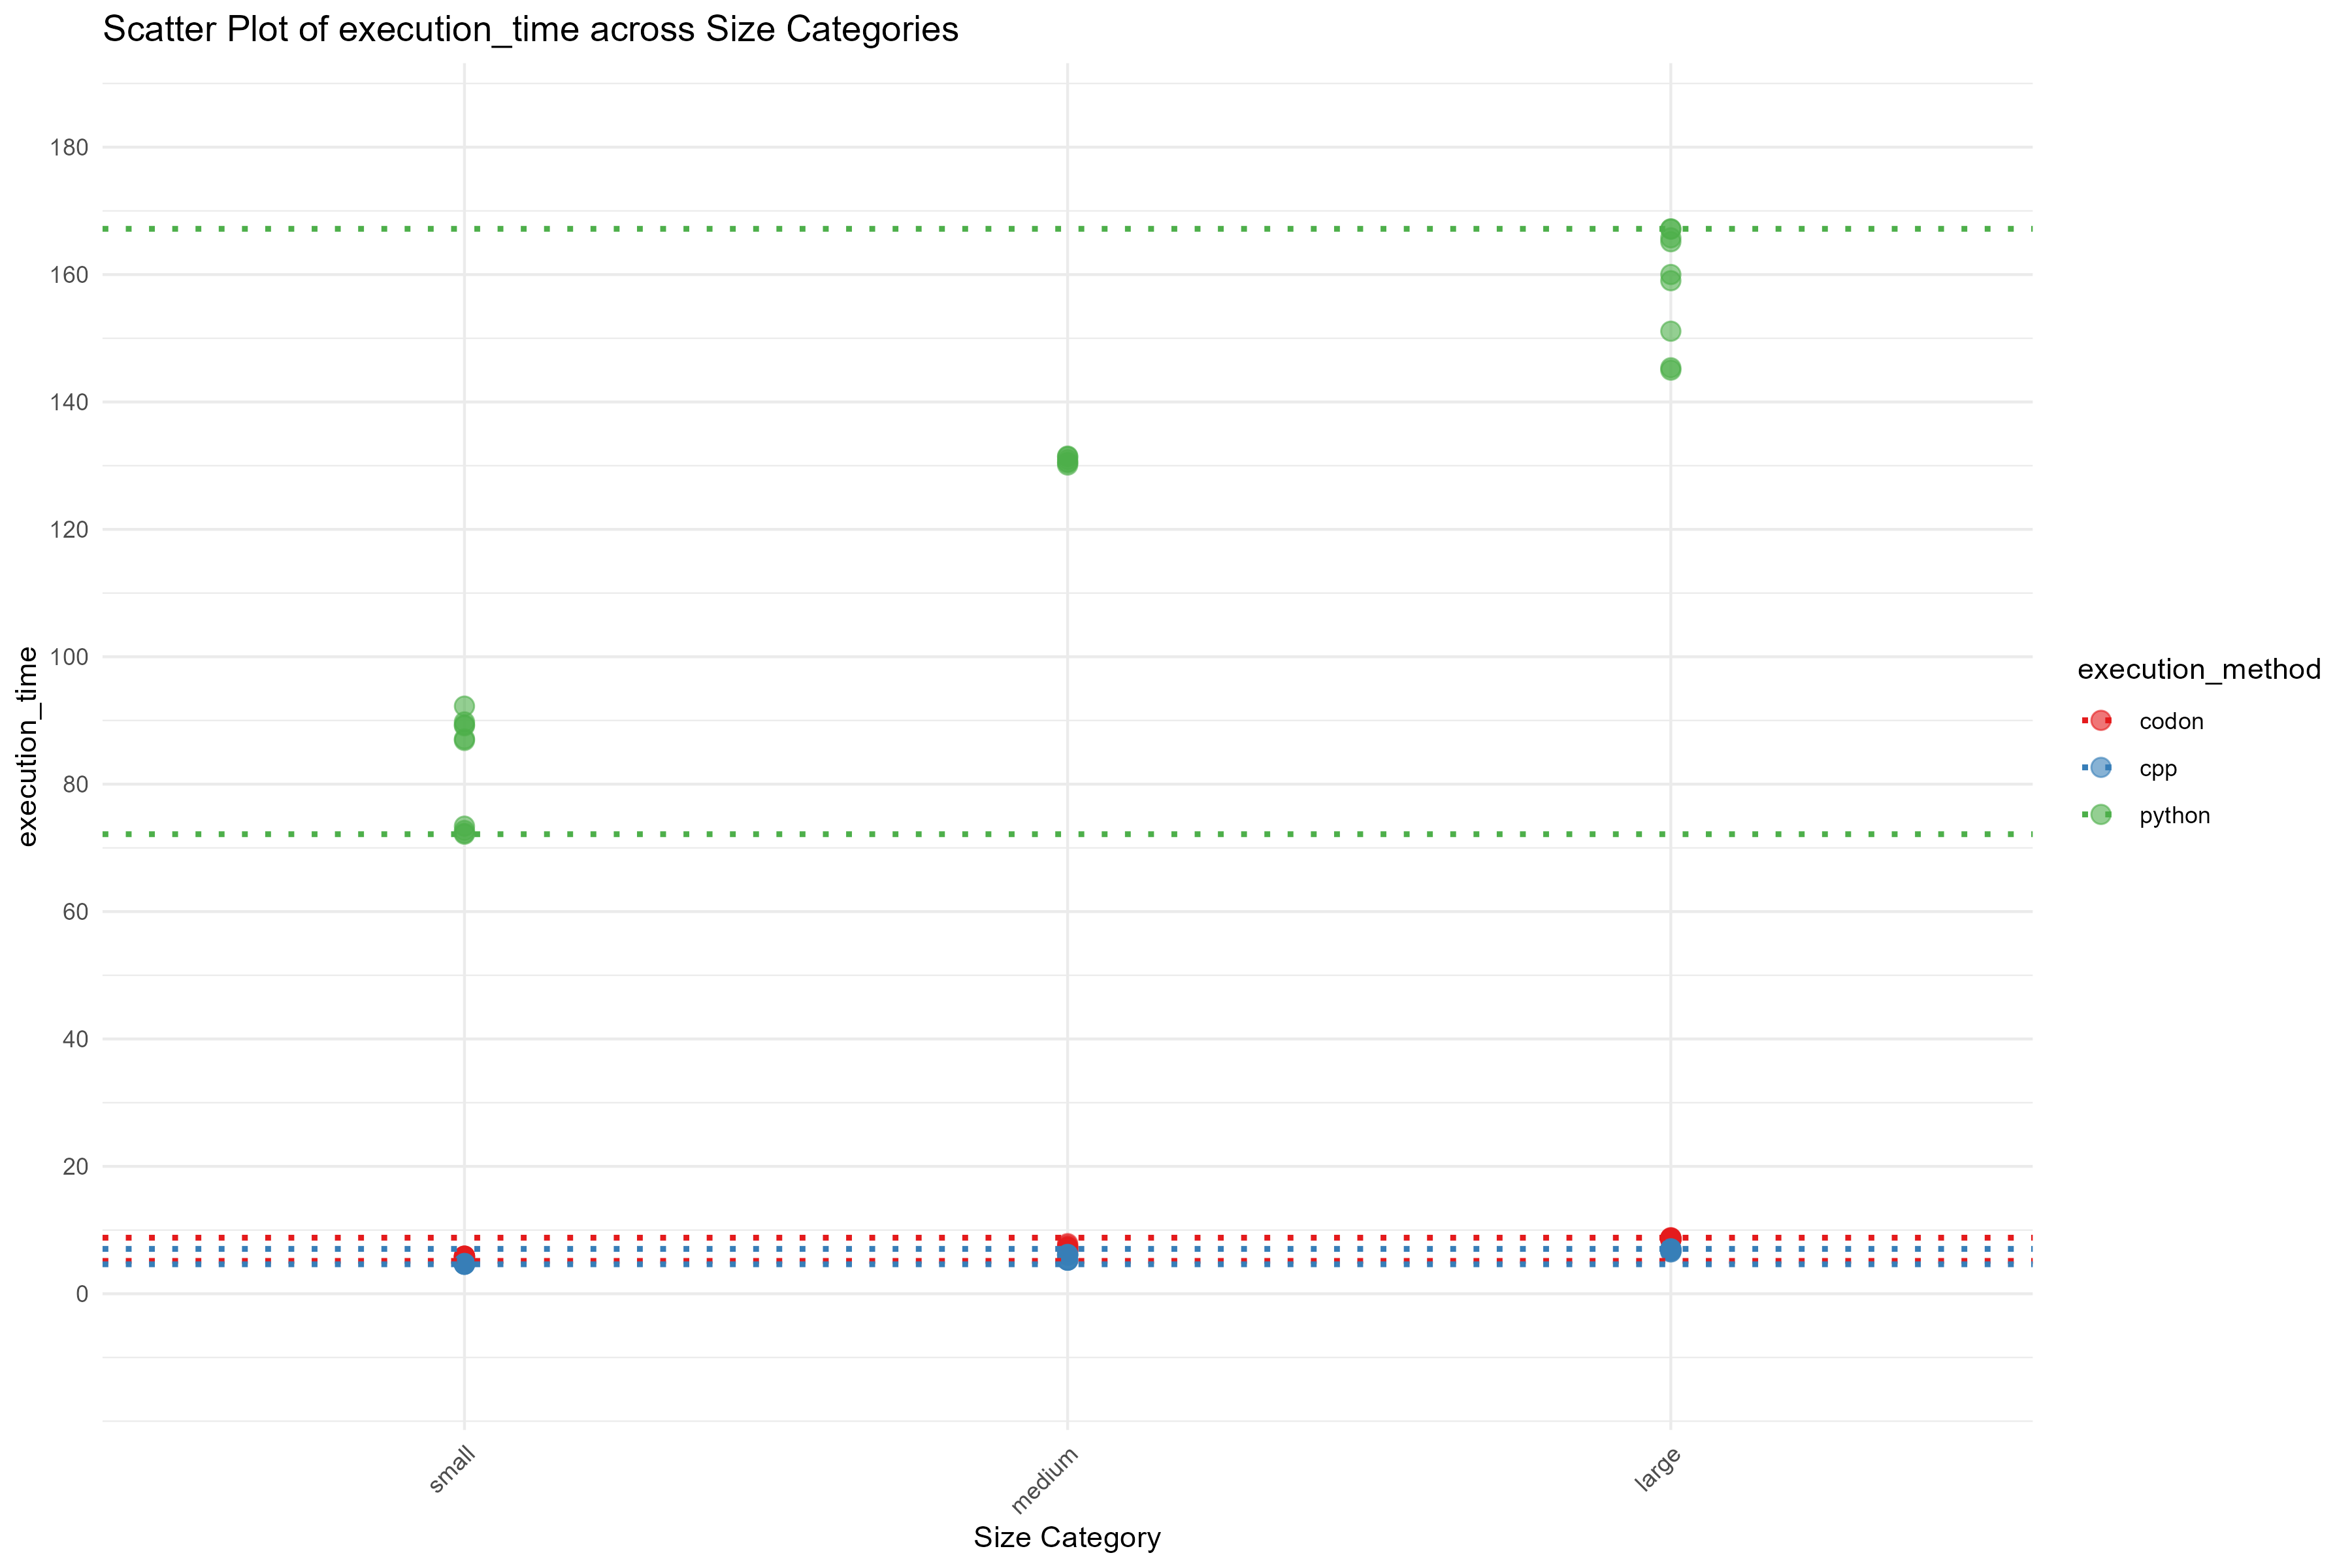 Scatter Plot of execution_time across Size Categories
180
160
140
120
100
80
60
40
20
0
execution_time
small
medium
large
Size Category
execution_method
codon
cpp
python